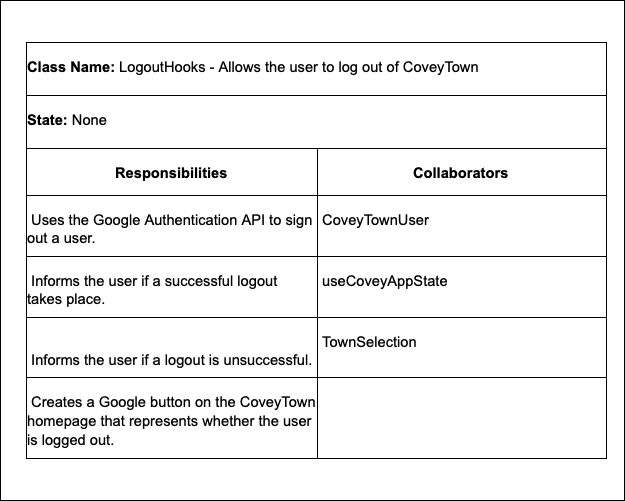 Class Name: LogoutHooks - Allows the user to log out of CoveyTown
State: None
Responsibilities
Collaborators
Uses the Google Authentication API to sign
out a user.
CoveyTownUser
Informs the user if a successful logout
takes place.
useCoveyAppState
Informs the user if a logout is unsuccessful.
TownSelection
Creates a Google button on the CoveyTown
homepage that represents whether the user
is logged out.